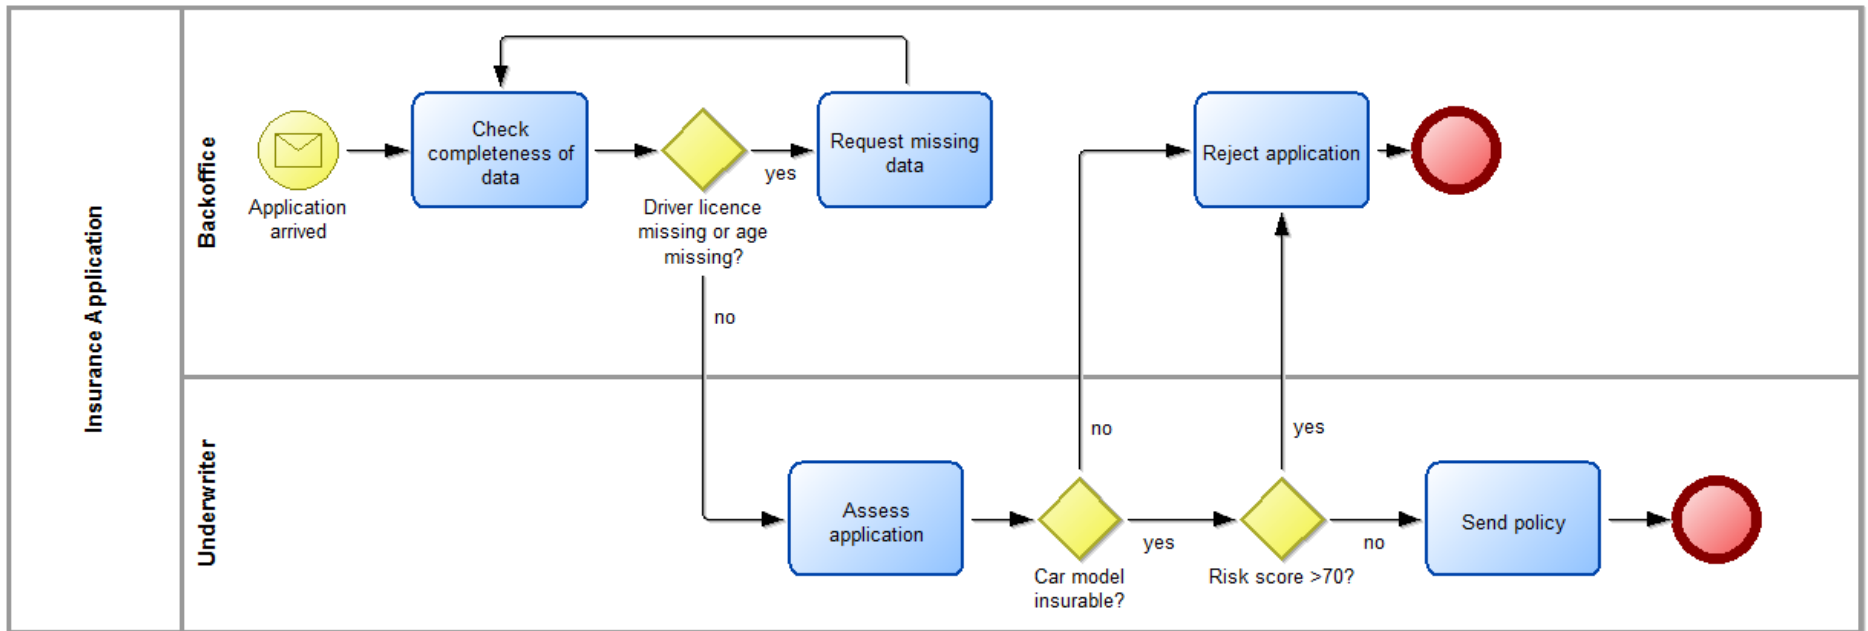 Insurance Application
Backoffice
Application
arrived
Check
completeness of
data
Driver licence
missing or age
missing?
yes
Request missing
data
no
Reject application
Underwriter
Assess
application
no
Car model
insurable?
yes
yes
Risk score >70?
no
Send policy